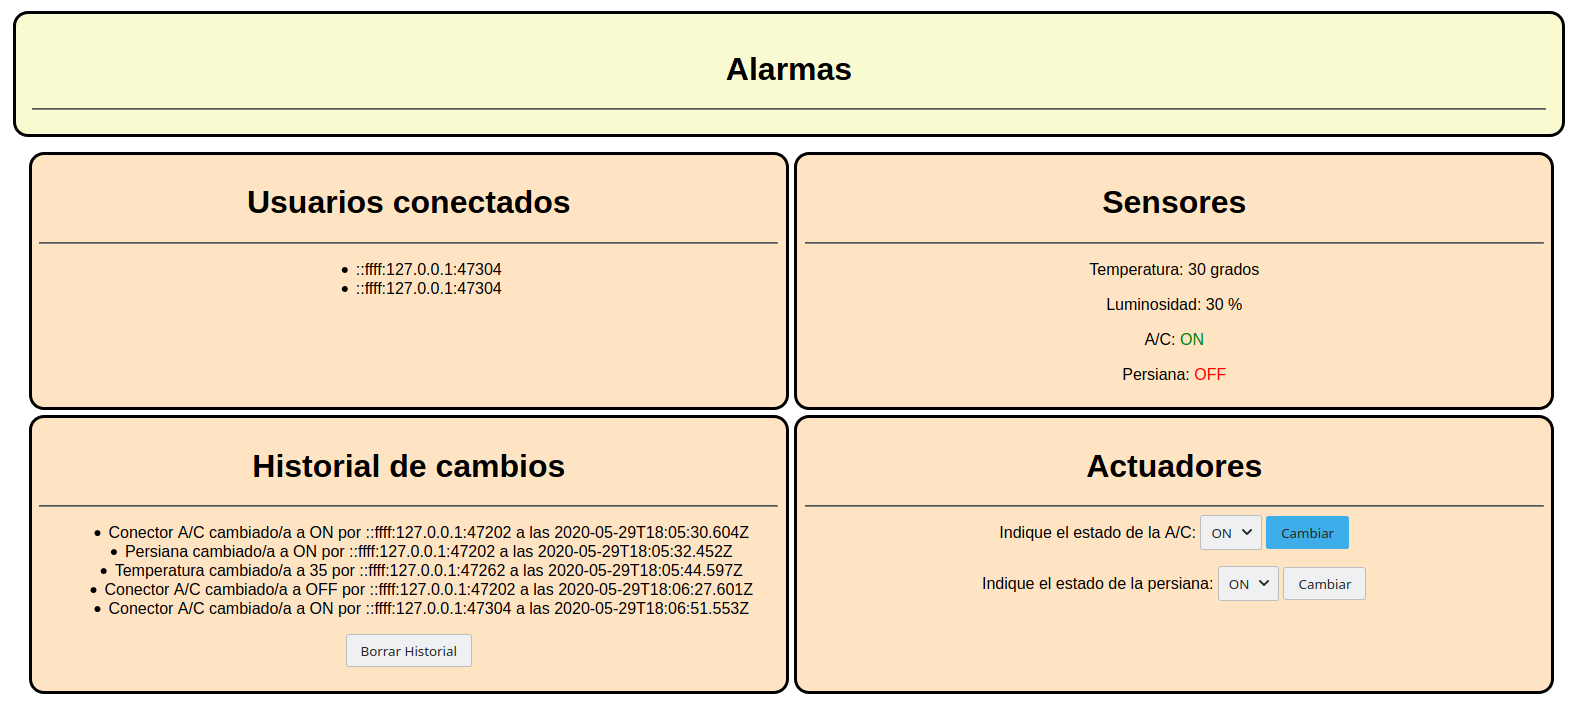 Alarmas
Usuarios conectados
::ffff:127.0.0.1:47304
::ffff:127.0.0.1:47304
Sensores
Temperatura: 30 grados
Luminosidad: 30 %
A/C: ON
Persiana: OFF
Historial de cambios
Conector A/C cambiado/a a ON por ::ffff:127.0.0.1:47202 a las 2020-05-29T18:05:30.604Z
Persiana cambiado/a a ON por ::ffff:127.0.0.1:47202 a las 2020-05-29T18:05:32.452Z
Temperatura cambiado/a a 35 por ::ffff:127.0.0.1:47262 a las 2020-05-29T18:05:44.597Z
Conector A/C cambiado/a a OFF por ::ffff:127.0.0.1:47202 a las 2020-05-29T18:06:27.601Z
Conector A/C cambiado/a a ON por ::ffff:127.0.0.1:47304 a las 2020-05-29T18:06:51.553Z
Borrar Historial
Actuadores
Indique el estado de la A/C: ON Cambiar
Indique el estado de la persiana: ON Cambiar